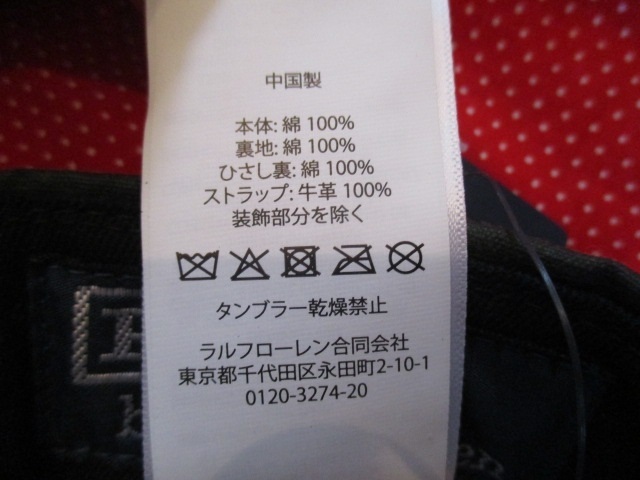 中国製
本体: 綿 100%
裏地: 綿 100%
ひさし裏: 綿 100%
ストラップ: 牛革 100%
装飾部分を除く
タンブラー乾燥禁止
ラルフローレン合同会社
東京都千代田区永田町2-10-1
0120-3274-20